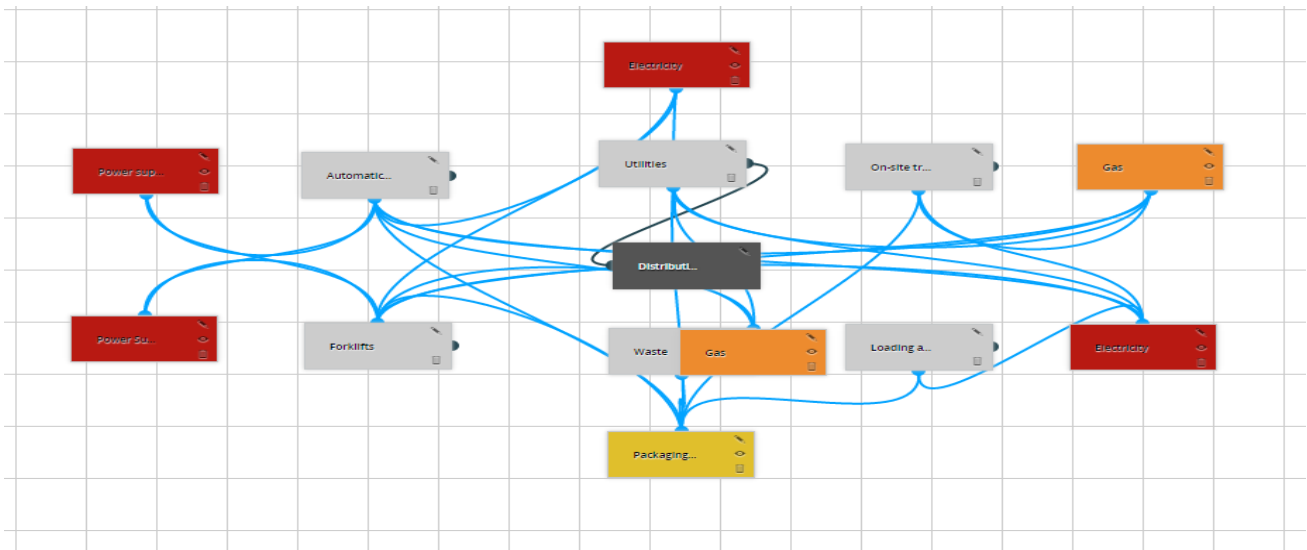 Electricity
Utilities
Power sup...
Automatic...
On-site tr...
Gas
Distributi...
Power Su...
Forklifts
Waste
Gas
Loading a...
Electricity
Packaging...